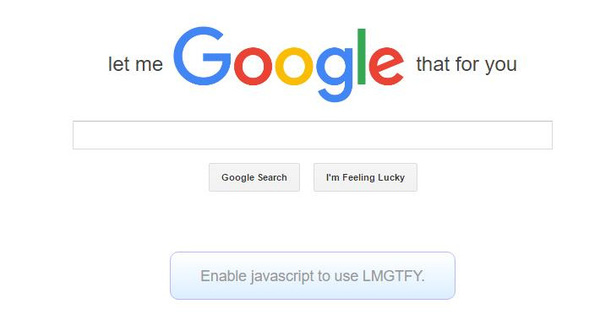 let me Google that for you
Google Search I'm Feeling Lucky
Enable javascript to use LMGTFY.